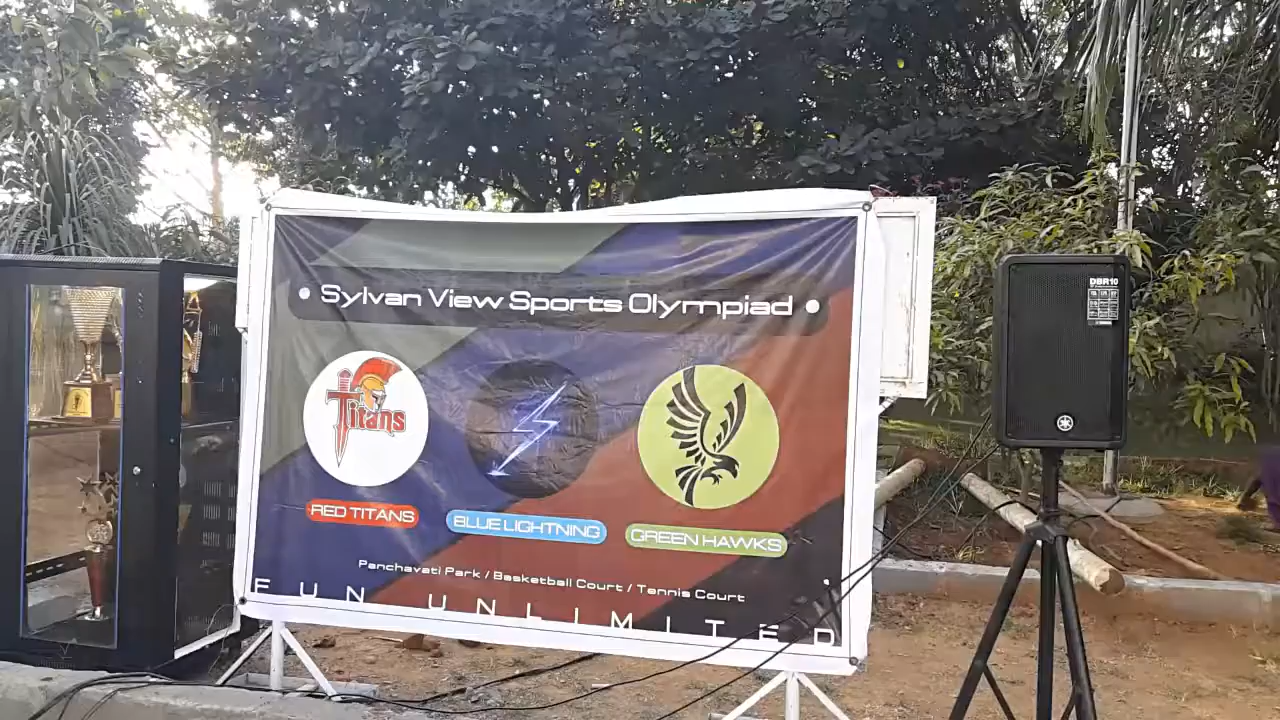 • Sylvan View Sports Olympiad •
Titans
RED TITANS
BLUE LIGHTNING
GREEN HAWKS
Panchavati Park / Basketball Court / Tennis Court
FUN UNLIMITED
DBR10